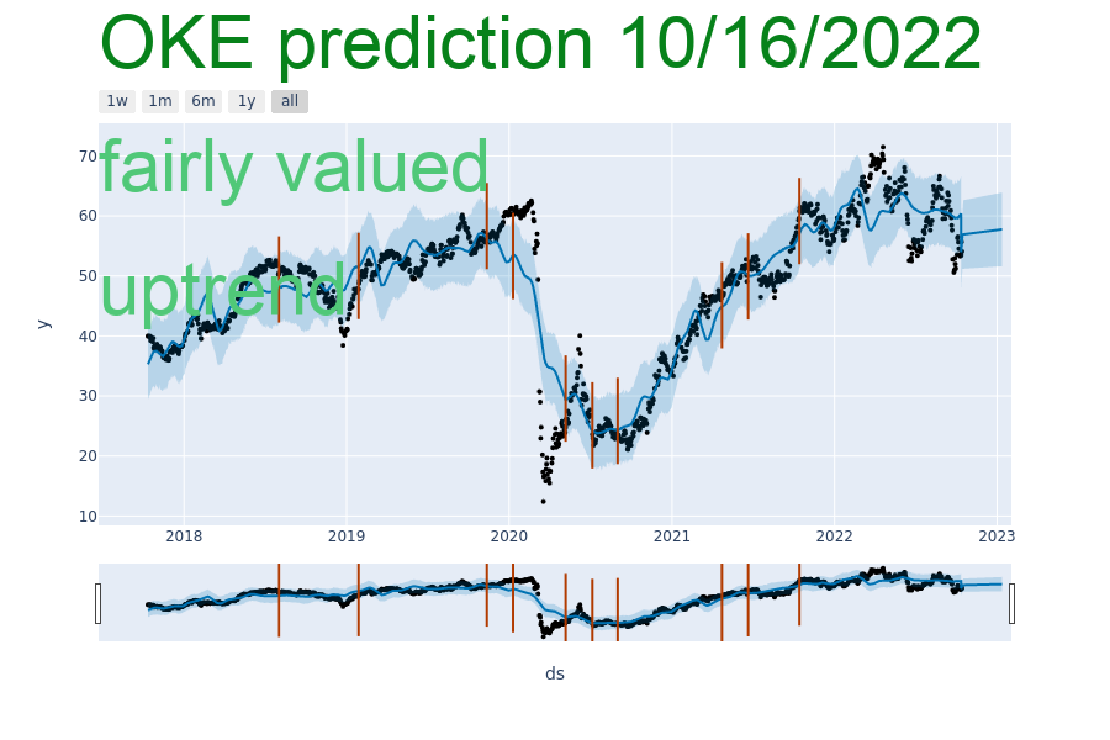 OKE prediction 10/16/2022
1w 1m 6m 1y all
fairly valued
uptrend
70
60
50
40
30
20
10
y
2018 2019 2020 2021 2022 2023
ds